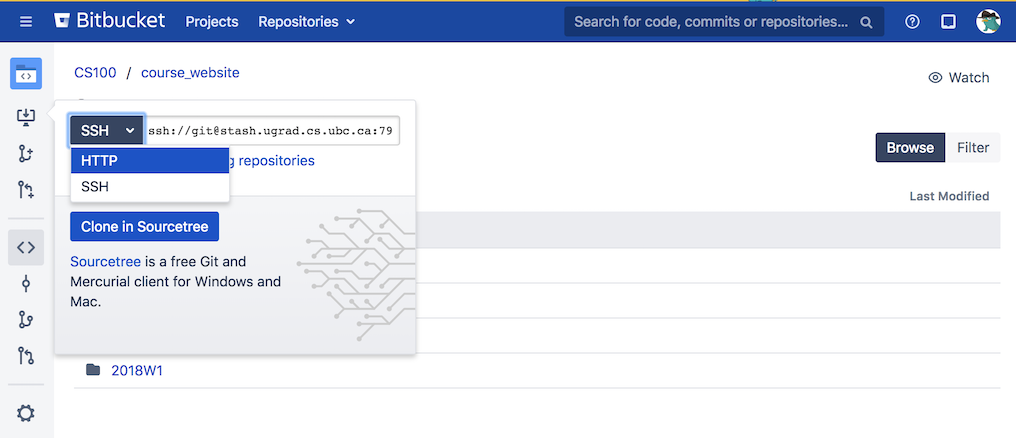 Bitbucket Projects Repositories Search for code, commits or repositories...
CS100 / course_website
Watch
SSH ssh://git@stash.ugrad.cs.ubc.ca:79
HTTP repositories
SSH
Browse Filter
Last Modified
Clone in Sourcetree
Sourcetree is a free Git and
Mercurial client for Windows and
Mac.
2018W1